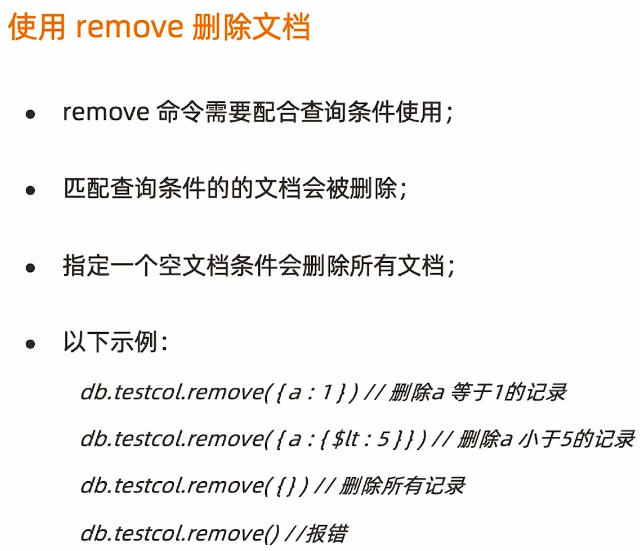 使用 remove 删除文档
• remove 命令需要配合查询条件使用；
• 匹配查询条件的的文档会被删除；
• 指定一个空文档条件会删除所有文档；
• 以下示例：
db.testcol.remove( { a : 1 } ) // 删除a 等于1的记录
db.testcol.remove( { a : { $lt : 5 } } ) // 删除a 小于5的记录
db.testcol.remove( { } ) // 删除所有记录
db.testcol.remove() //报错